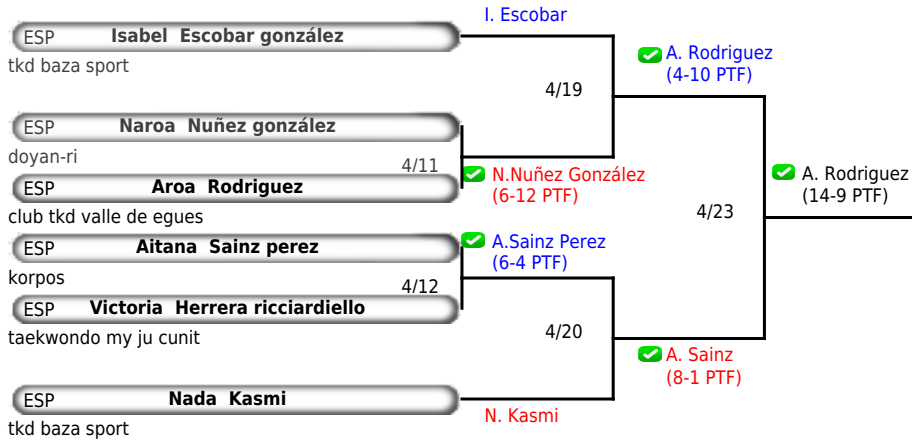 I. Escobar
ESP Isabel Escobar gonzález
tkd baza sport
A. Rodriguez
(4-10 PTF)
4/19
ESP Naroa Nuñez gonzález
doyan-ri
4/11
N.Nuñez González
(6-12 PTF)
ESP Aroa Rodriguez
club tkd valle de egues
A. Rodriguez
(14-9 PTF)
4/23
ESP Aitana Sainz perez
korpos
A.Sainz Perez
(6-4 PTF)
4/12
ESP Victoria Herrera ricciardiello
taekwondo my ju cunit
4/20
A. Sainz
(8-1 PTF)
ESP Nada Kasmi
tkd baza sport
N. Kasmi